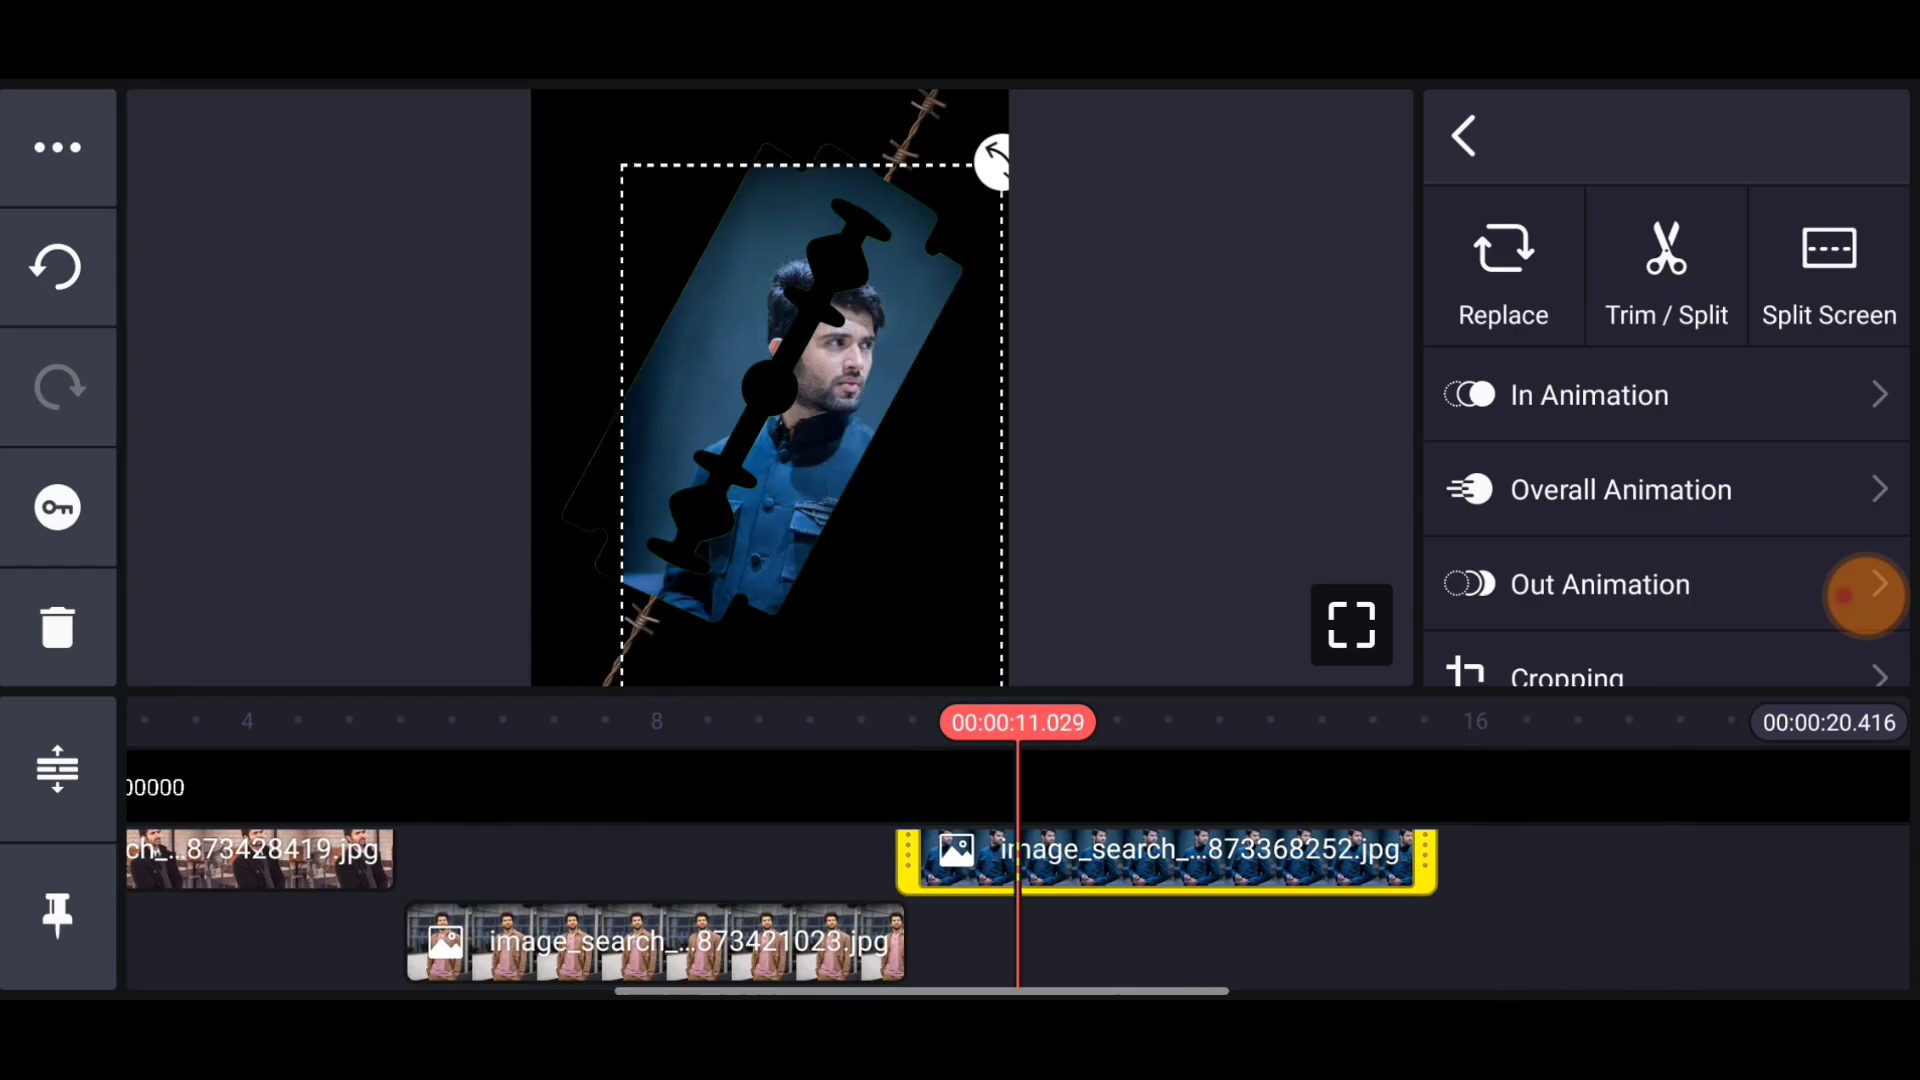 Replace
Trim / Split
Split Screen
In Animation
Overall Animation
Out Animation
Cropping
4
8
00:00:11.029
16
00:00:20.416
00000
ch_...873428419.jpg
image_search_...873368252.jpg
image_search_...873421023.jpg